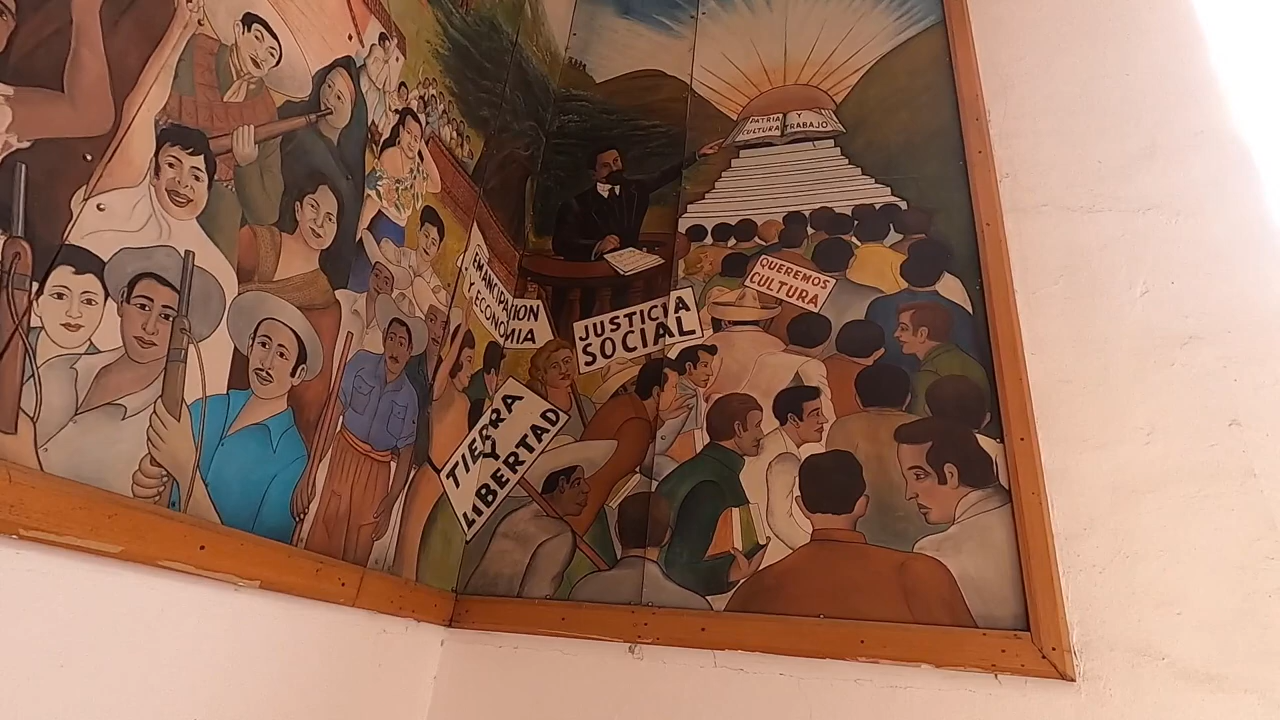 PATRIA Y
CULTURA TRABAJO
QUEREMOS
CULTURA
EMANCIPACION
Y ECONOMIA
JUSTICIA
SOCIAL
TIERRA
Y
LIBERTAD